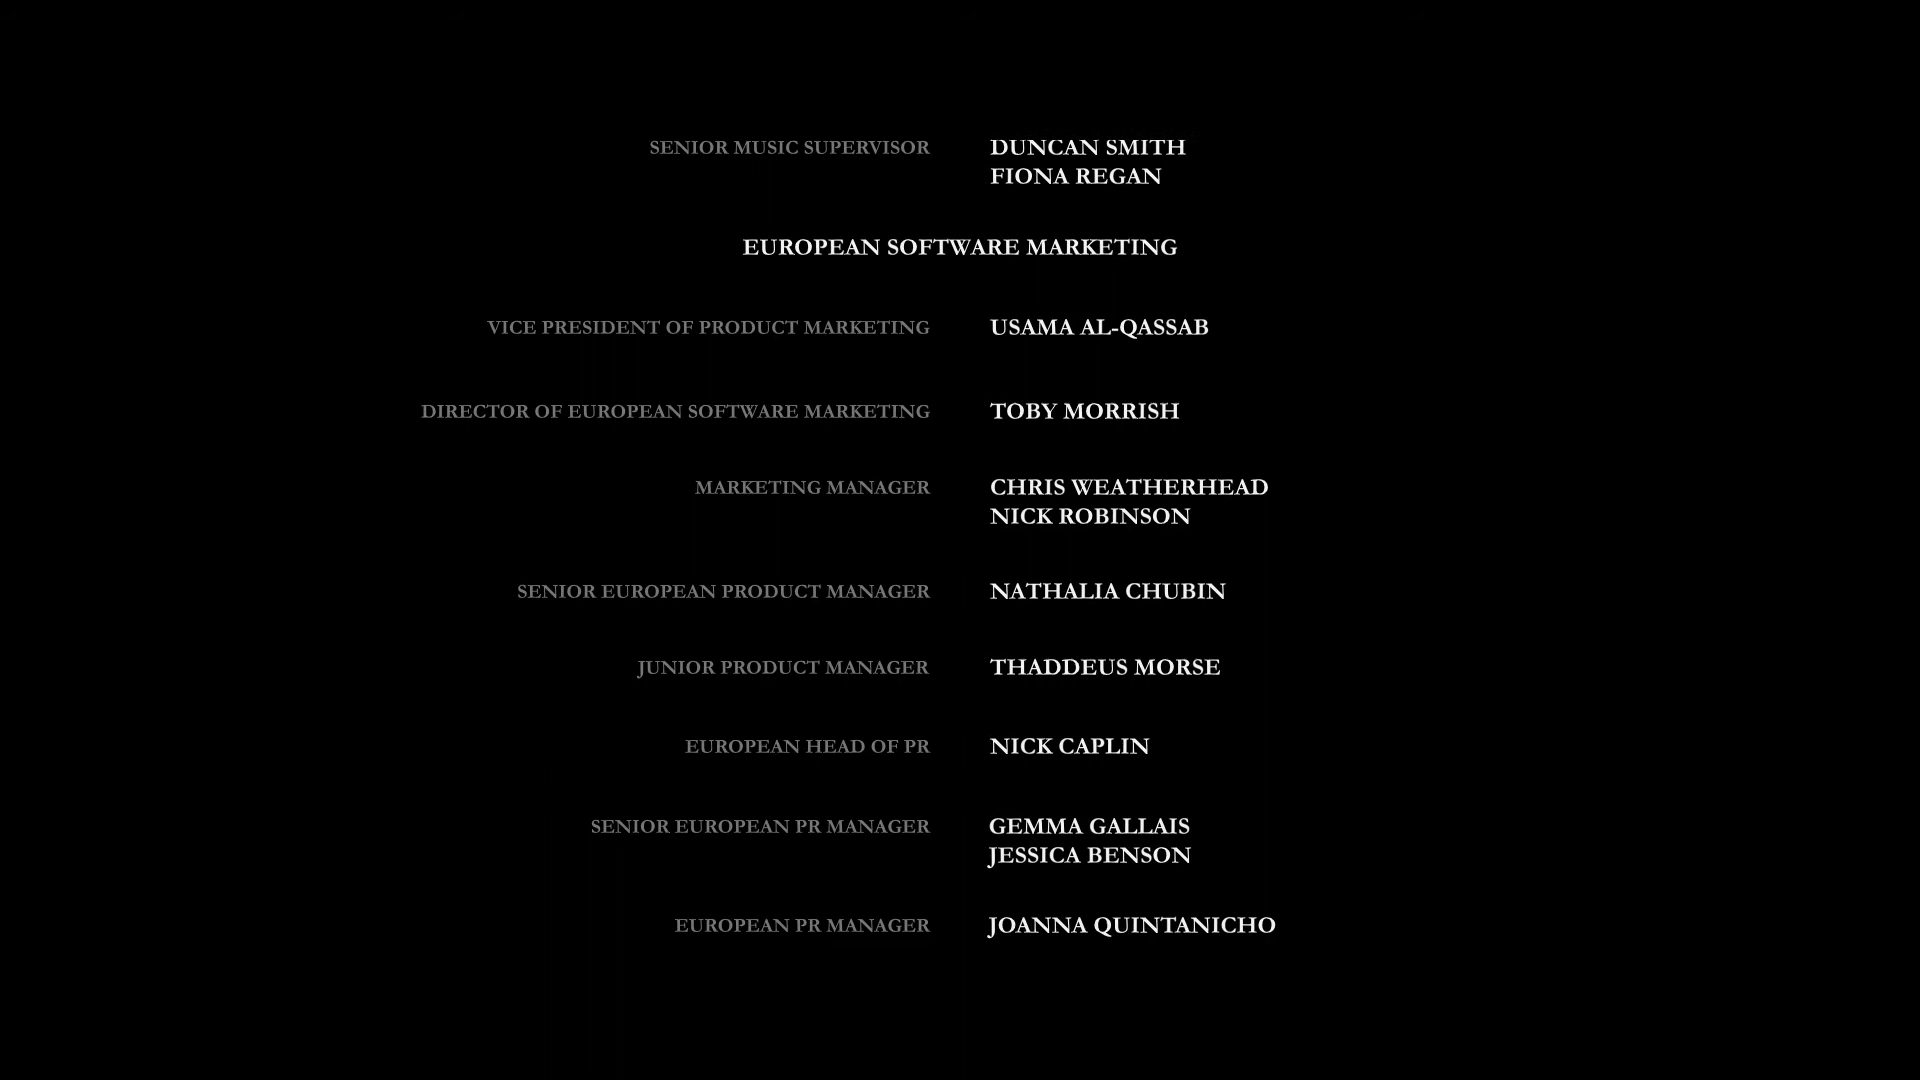 SENIOR MUSIC SUPERVISOR DUNCAN SMITH
FIONA REGAN
EUROPEAN SOFTWARE MARKETING
VICE PRESIDENT OF PRODUCT MARKETING USAMA AL-QASSAB
DIRECTOR OF EUROPEAN SOFTWARE MARKETING TOBY MORRISH
MARKETING MANAGER CHRIS WEATHERHEAD
NICK ROBINSON
SENIOR EUROPEAN PRODUCT MANAGER NATHALIA CHUBIN
JUNIOR PRODUCT MANAGER THADDEUS MORSE
EUROPEAN HEAD OF PR NICK CAPLIN
SENIOR EUROPEAN PR MANAGER GEMMA GALLAIS
JESSICA BENSON
EUROPEAN PR MANAGER JOANNA QUINTANICHO